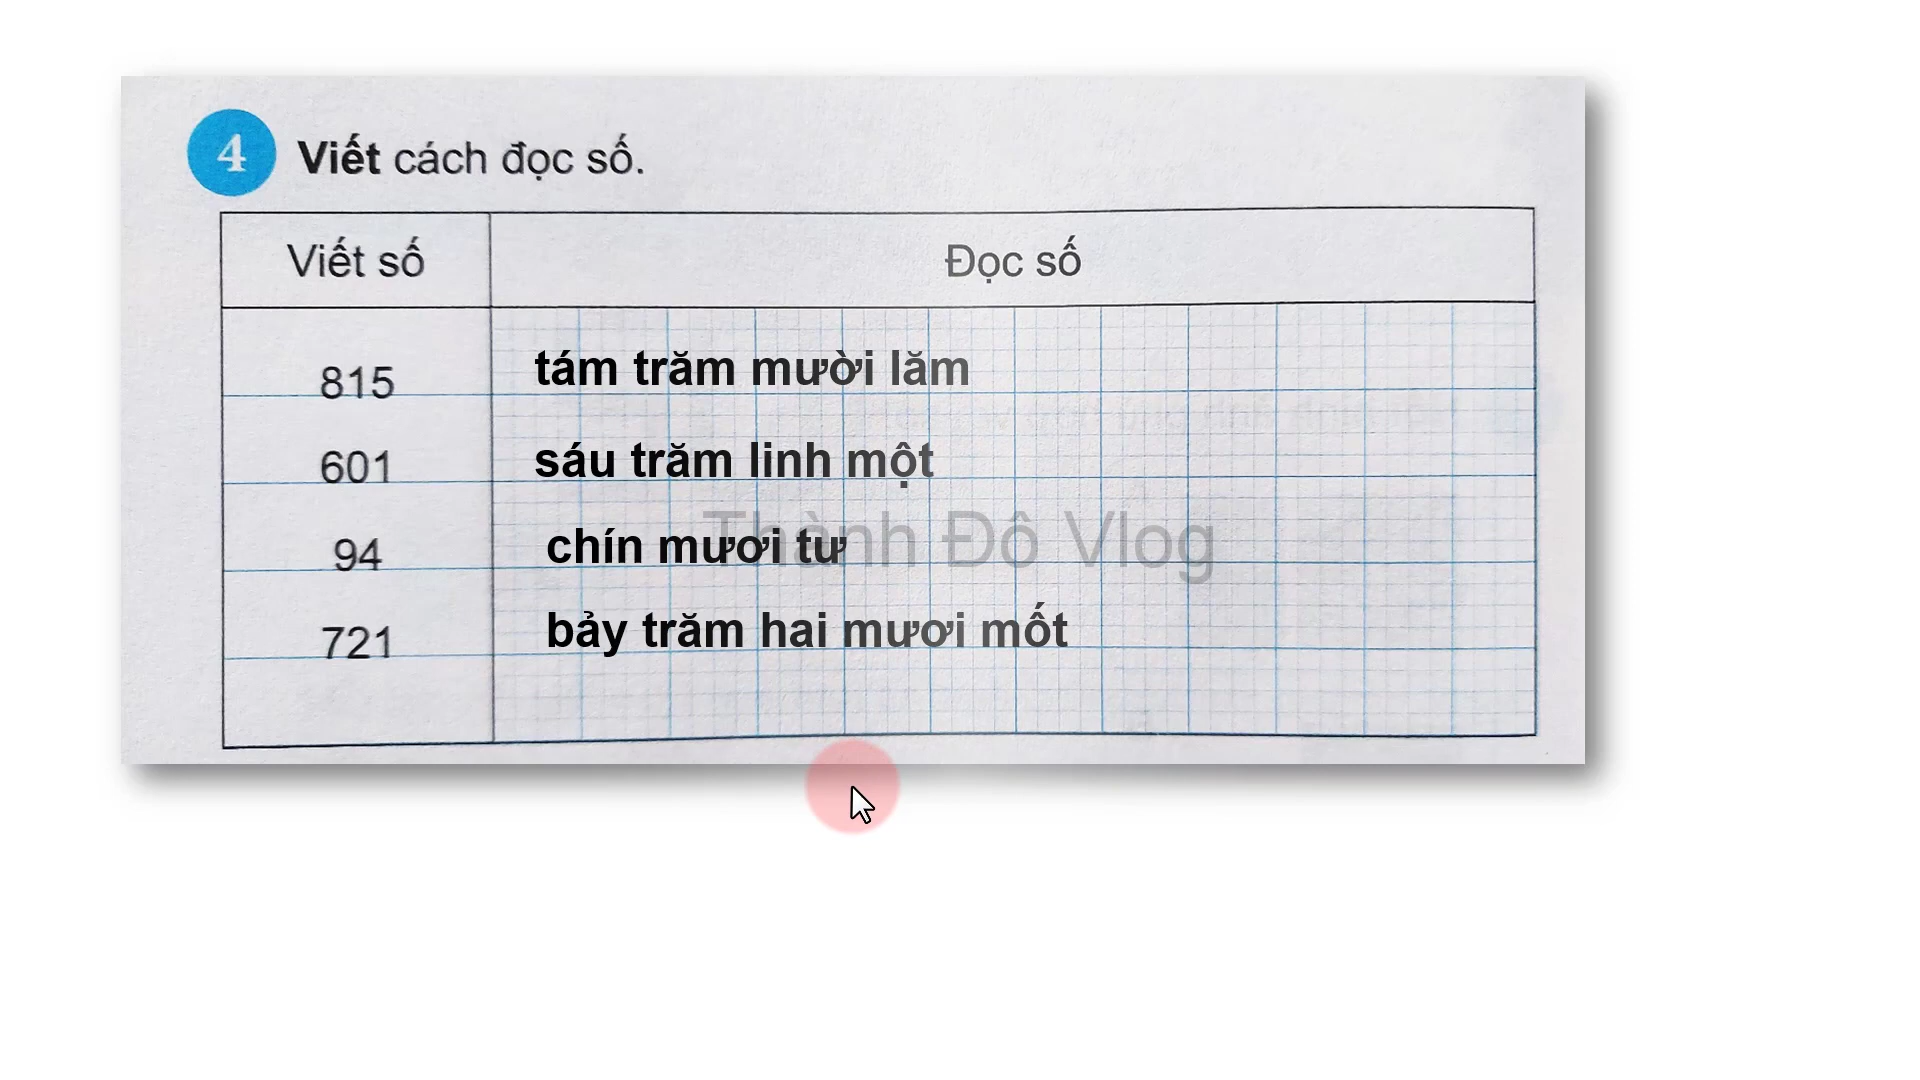 4 Viết cách đọc số.
Viết số Đọc số
815 tám trăm mười lăm
601 sáu trăm linh một
94 chín mươi tư
721 bảy trăm hai mươi mốt
Thành Đô Vlog